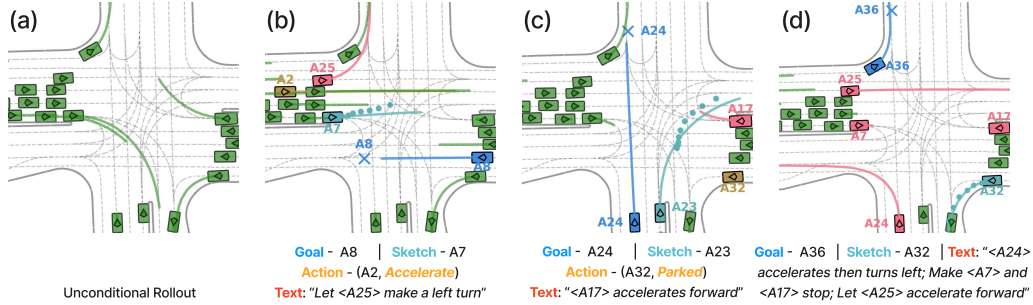 (a)
(b)
(c)
(d)
A25
A2
A7
A8
A8
A24
A17
A32
A23
A24
A36
A36
A25
A17
A7
A32
A24
Unconditional Rollout
Goal - A8 | Sketch - A7
Action - (A2, Accelerate)
Text: "Let <A25> make a left turn"
Goal - A24 | Sketch - A23
Action - (A32, Parked)
Text: "<A17> accelerates forward"
Goal - A36 | Sketch - A32 | Text: "<A24>
accelerates then turns left; Make <A7> and
<A17> stop; Let <A25> accelerate forward"